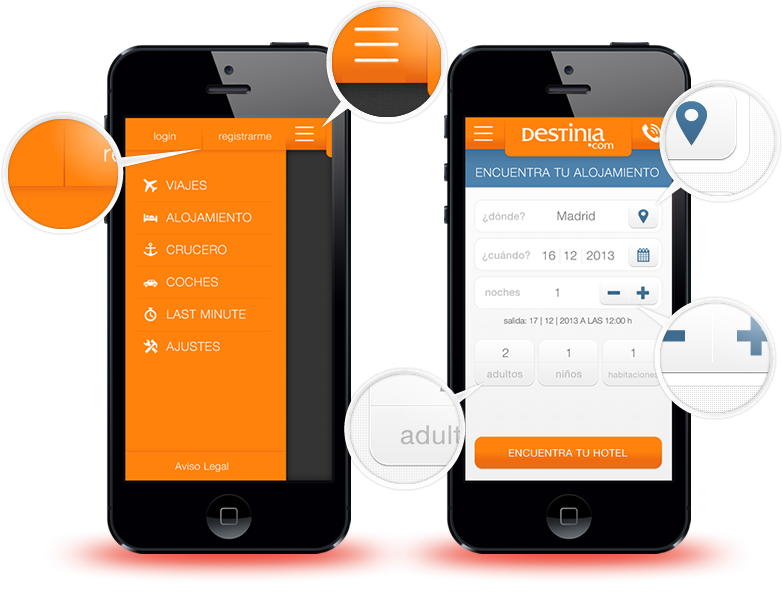 login
registrarme
VIAJES
ALOJAMIENTO
CRUCERO
COCHES
LAST MINUTE
AJUSTES
Aviso Legal
DESTINIA
.com
ENCUENTRA TU ALOJAMIENTO
¿dónde? Madrid
¿cuándo? 16 12 2013
noches 1
salida: 17 | 12 | 2013 A LAS 12:00 h
2 1 1
adultos niños habitaciones
adult
ENCUENTRA TU HOTEL